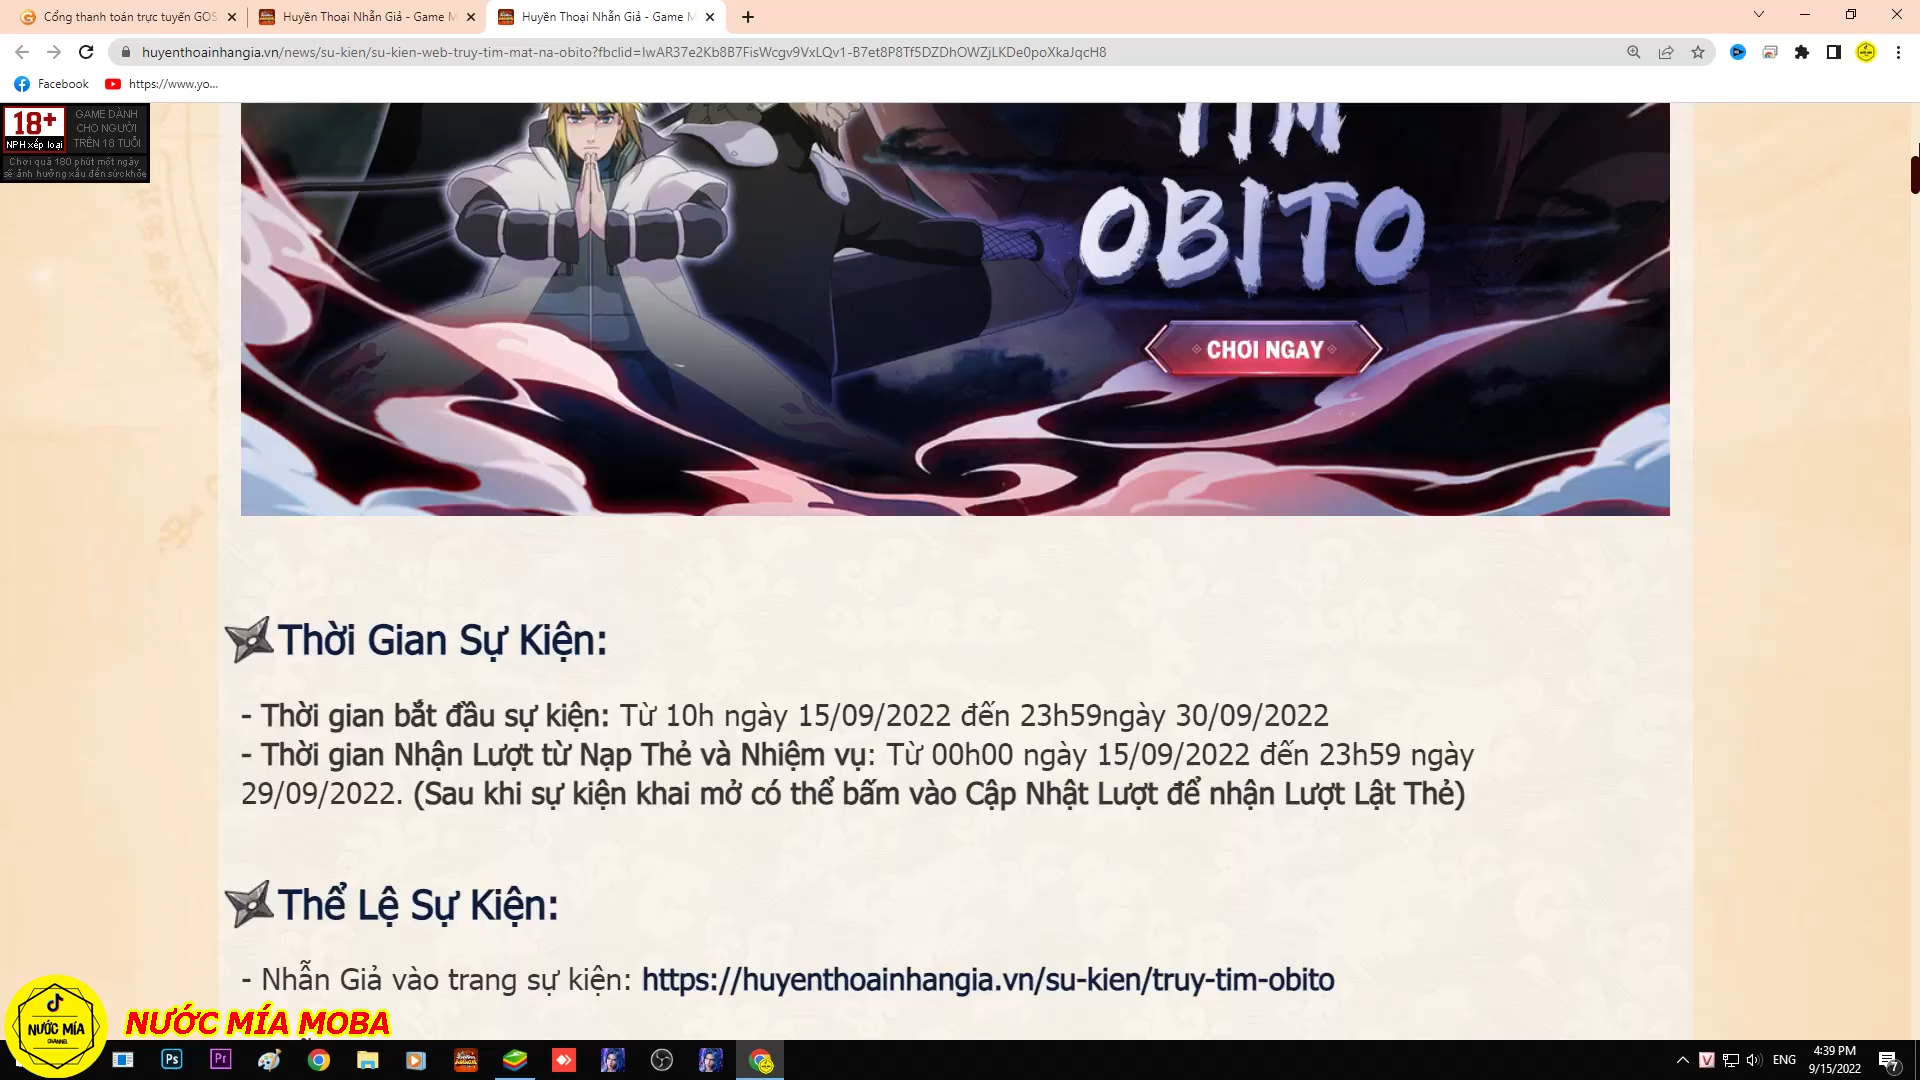 Cổng thanh toán trực tuyến GOS
Huyền Thoại Nhẫn Giả - Game M
Huyền Thoại Nhẫn Giả - Game M
huyenthoainhangia.vn/news/su-kien/su-kien-web-truy-tim-mat-na-obito?fbclid=IwAR37e2Kb8B7FisWcgv9VxLQv1-B7et8P8Tf5DZDhOWZjLKDe0poXkaJqcH8
Facebook
https://www.yo...
18+
NPH xếp loại
GAME DÀNH
CHO NGƯỜI
TRÊN 18 TUỔI
Chơi quá 180 phút một ngày
sẽ ảnh hưởng xấu đến sức khỏe
TÌM
OBITO
CHƠI NGAY
Thời Gian Sự Kiện:
- Thời gian bắt đầu sự kiện: Từ 10h ngày 15/09/2022 đến 23h59ngày 30/09/2022
- Thời gian Nhận Lượt từ Nạp Thẻ và Nhiệm vụ: Từ 00h00 ngày 15/09/2022 đến 23h59 ngày
29/09/2022. (Sau khi sự kiện khai mở có thể bấm vào Cập Nhật Lượt để nhận Lượt Lật Thẻ)
Thể Lệ Sự Kiện:
- Nhẫn Giả vào trang sự kiện: https://huyenthoainhangia.vn/su-kien/truy-tim-obito
NƯỚC MÍA
CHANNEL
NƯỚC MÍA MOBA
Ps
Pr
V
ENG
4:39 PM
9/15/2022
7